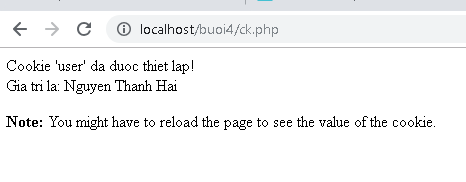 localhost/buoi4/ck.php
Cookie 'user' da duoc thiet lap!
Gia tri la: Nguyen Thanh Hai
Note: You might have to reload the page to see the value of the cookie.